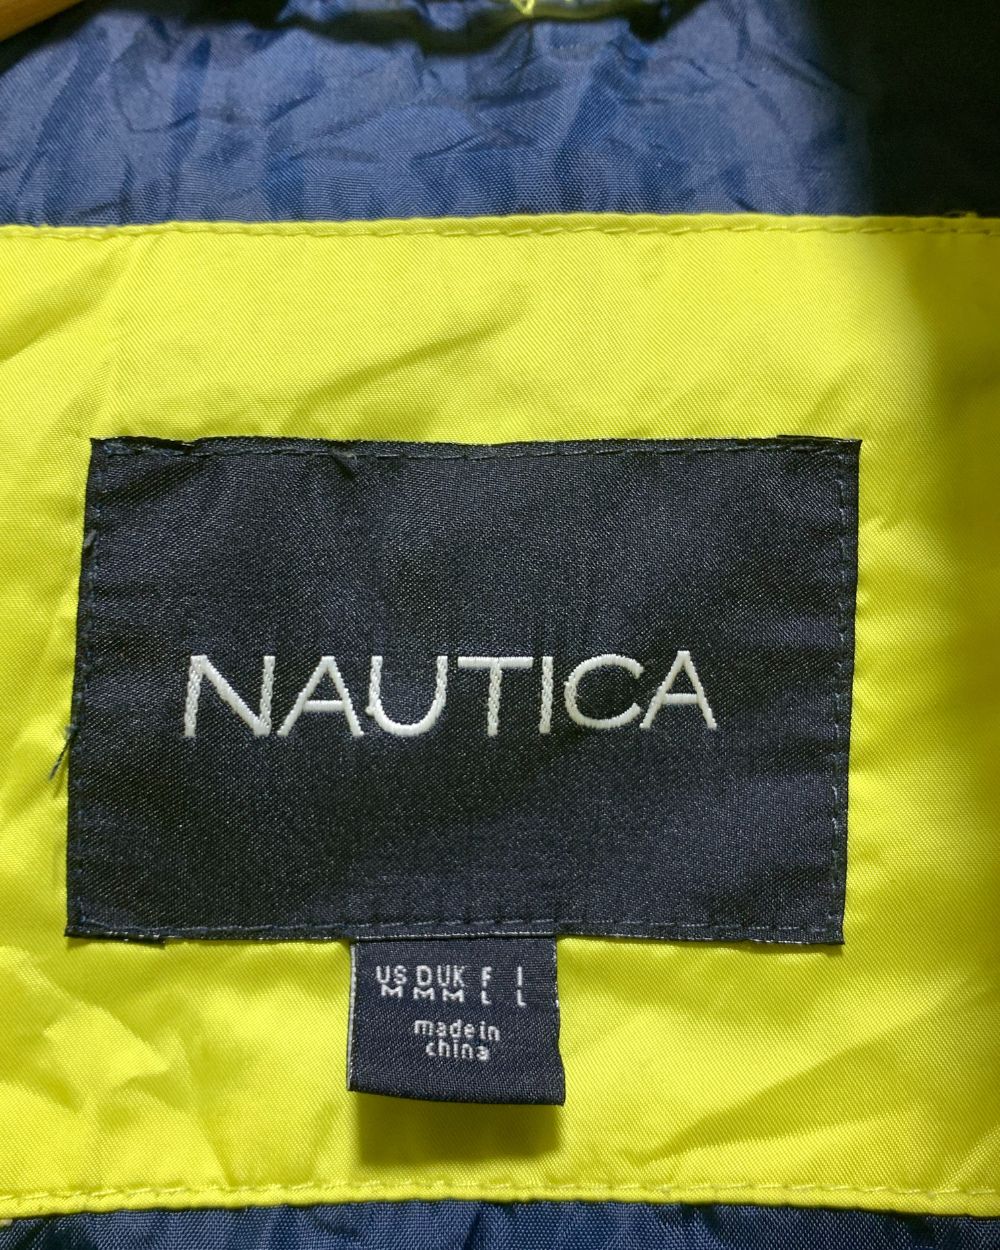 NAUTICA
US D UK F I
M M M L L
made in
china